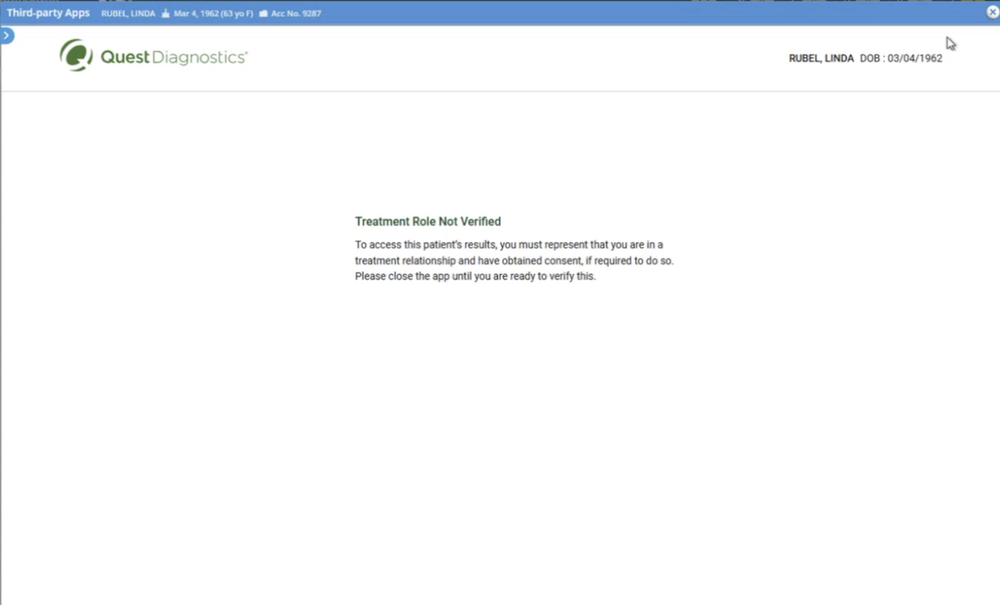 Third-party Apps RUBEL, LINDA Mar 4, 1962 (63 yo F) Acc No. 9287
Quest Diagnostics®
RUBEL, LINDA DOB : 03/04/1962
Treatment Role Not Verified
To access this patient's results, you must represent that you are in a
treatment relationship and have obtained consent, if required to do so.
Please close the app until you are ready to verify this.